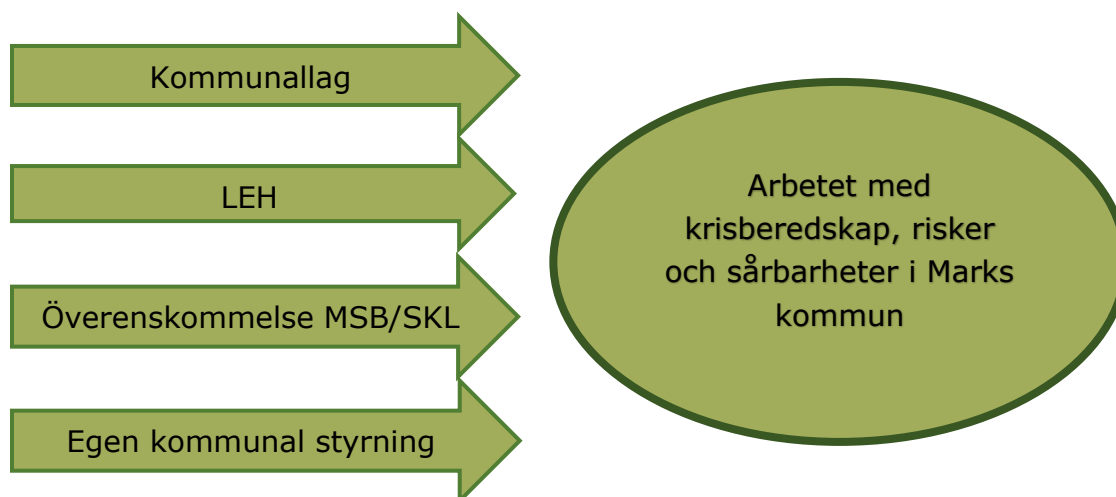 Kommunallag
LEH
Överenskommelse MSB/SKL
Egen kommunal styrning
Arbetet med
krisberedskap, risker
och sårbarheter i Marks
kommun